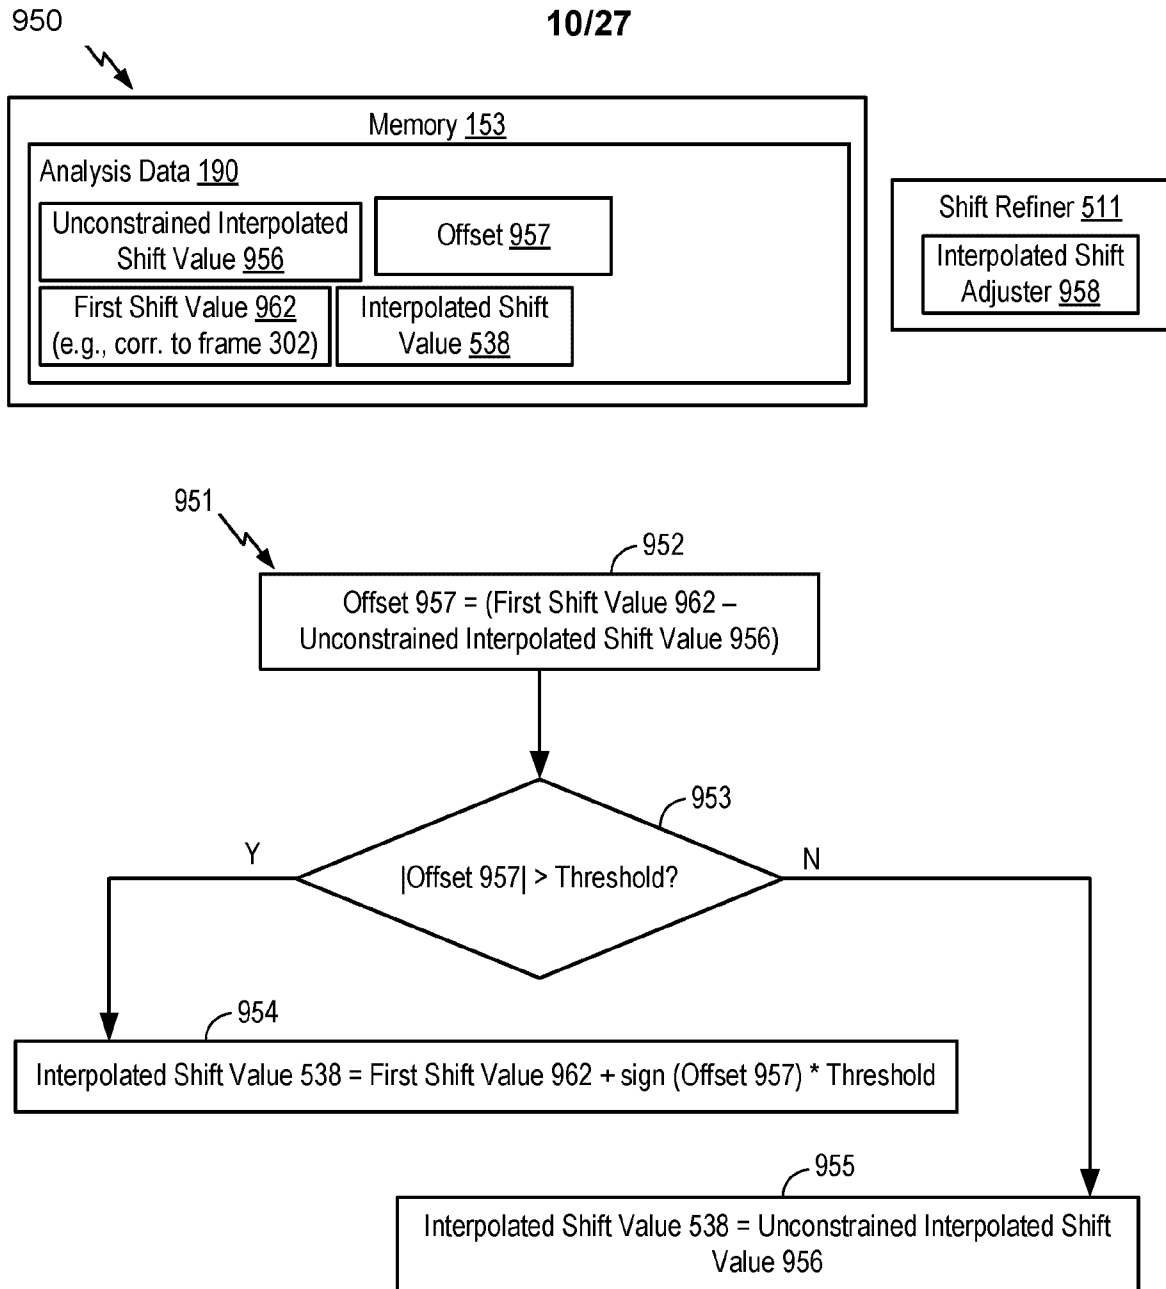 950
10/27
Memory 153
Analysis Data 190
Unconstrained Interpolated
Shift Value 956
Offset 957
First Shift Value 962
(e.g., corr. to frame 302)
Interpolated Shift
Value 538
Shift Refiner 511
Interpolated Shift
Adjuster 958
951
952
Offset 957 = (First Shift Value 962 –
Unconstrained Interpolated Shift Value 956)
953
Y
|Offset 957| > Threshold?
N
954
Interpolated Shift Value 538 = First Shift Value 962 + sign (Offset 957) * Threshold
955
Interpolated Shift Value 538 = Unconstrained Interpolated Shift
Value 956